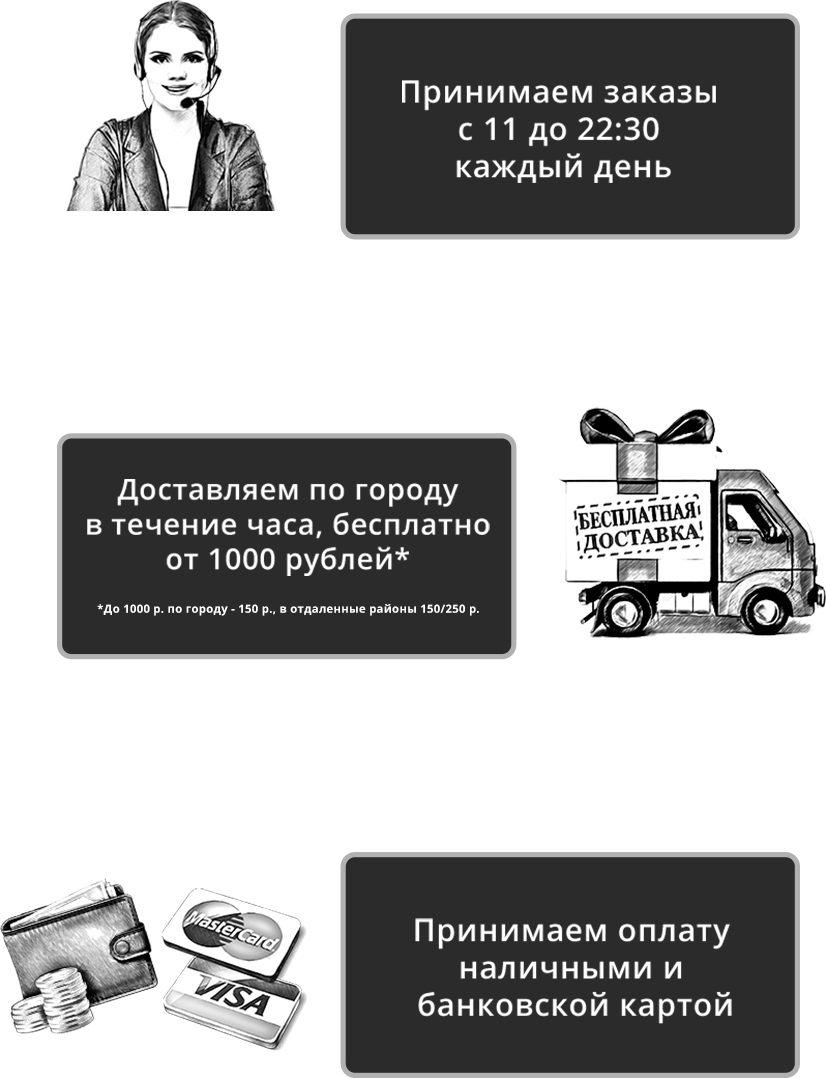 Принимаем заказы
с 11 до 22:30
каждый день
Доставляем по городу
в течение часа, бесплатно
от 1000 рублей*
*До 1000 р. по городу - 150 р., в отдаленные районы 150/250 р.
БЕСПЛАТНАЯ
ДОСТАВКА
MasterCard
VISA
Принимаем оплату
наличными и
банковской картой